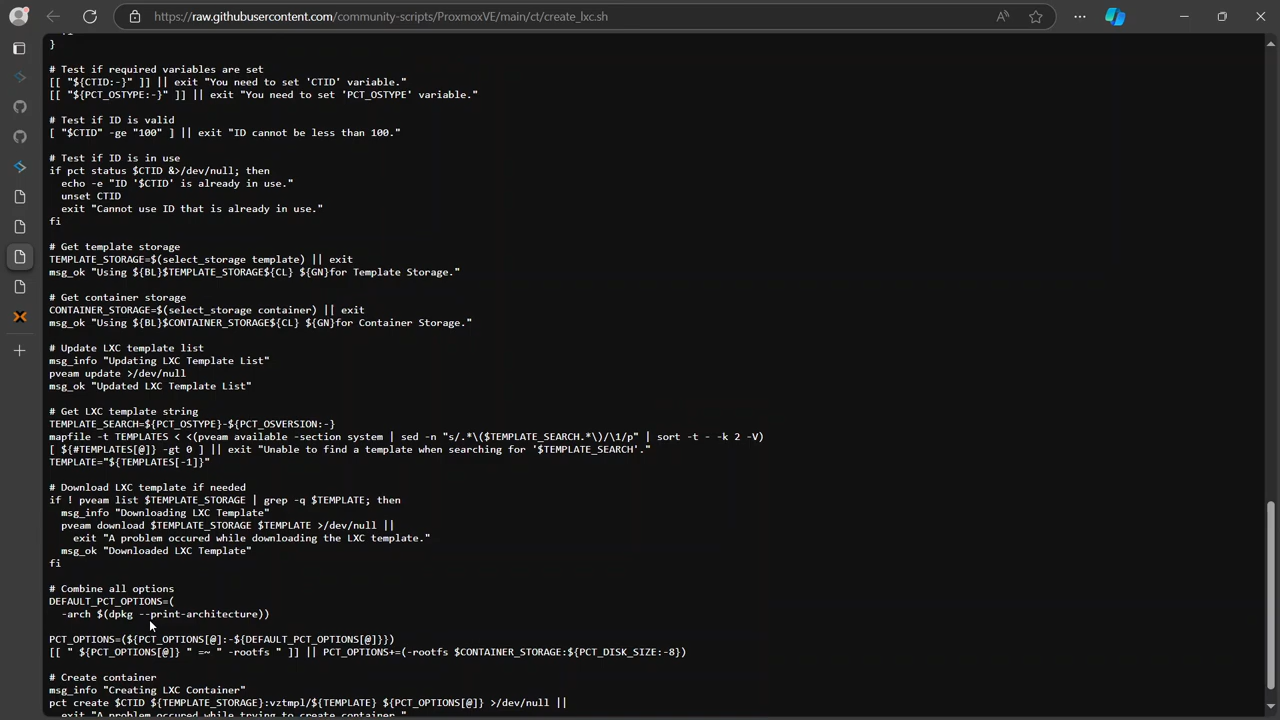 https://raw.githubusercontent.com/community-scripts/ProxmoxVE/main/ct/create_lxc.sh
}
# Test if required variables are set
[[ "${CTID:-}" ]] || exit "You need to set 'CTID' variable."
[[ "${PCT_OSTYPE:-}" ]] || exit "You need to set 'PCT_OSTYPE' variable."
# Test if ID is valid
[ "$CTID" -ge "100" ] || exit "ID cannot be less than 100."
# Test if ID is in use
if pct status $CTID &>/dev/null; then
echo -e "ID '$CTID' is already in use."
unset CTID
exit "Cannot use ID that is already in use."
fi
# Get template storage
TEMPLATE_STORAGE=$(select_storage template) || exit
msg_ok "Using ${BL}$TEMPLATE_STORAGE${CL} ${GN}for Template Storage."
# Get container storage
CONTAINER_STORAGE=$(select_storage container) || exit
msg_ok "Using ${BL}$CONTAINER_STORAGE${CL} ${GN}for Container Storage."
# Update LXC template list
msg_info "Updating LXC Template List"
pveam update >/dev/null
msg_ok "Updated LXC Template List"
# Get LXC template string
TEMPLATE_SEARCH=${PCT_OSTYPE}-${PCT_OSVERSION:-}
mapfile -t TEMPLATES < <(pveam available -section system | sed -n "s/.*\($TEMPLATE_SEARCH.*\)/\1/p" | sort -t - -k 2 -V)
[ ${#TEMPLATES[@]} -gt 0 ] || exit "Unable to find a template when searching for '$TEMPLATE_SEARCH'."
TEMPLATE="${TEMPLATES[-1]}"
# Download LXC template if needed
if ! pveam list $TEMPLATE_STORAGE | grep -q $TEMPLATE; then
msg_info "Downloading LXC Template"
pveam download $TEMPLATE_STORAGE $TEMPLATE >/dev/null ||
exit "A problem occured while downloading the LXC template."
msg_ok "Downloaded LXC Template"
fi
# Combine all options
DEFAULT_PCT_OPTIONS=(
-arch $(dpkg --print-architecture))
PCT_OPTIONS=(${PCT_OPTIONS[@]:-${DEFAULT_PCT_OPTIONS[@]}})
[[ " ${PCT_OPTIONS[@]} " =~ " -rootfs " ]] || PCT_OPTIONS+=(-rootfs $CONTAINER_STORAGE:${PCT_DISK_SIZE:-8})
# Create container
msg_info "Creating LXC Container"
pct create $CTID ${TEMPLATE_STORAGE}:vztmpl/${TEMPLATE} ${PCT_OPTIONS[@]} >/dev/null ||
exit "A problem occured while trying to create container."